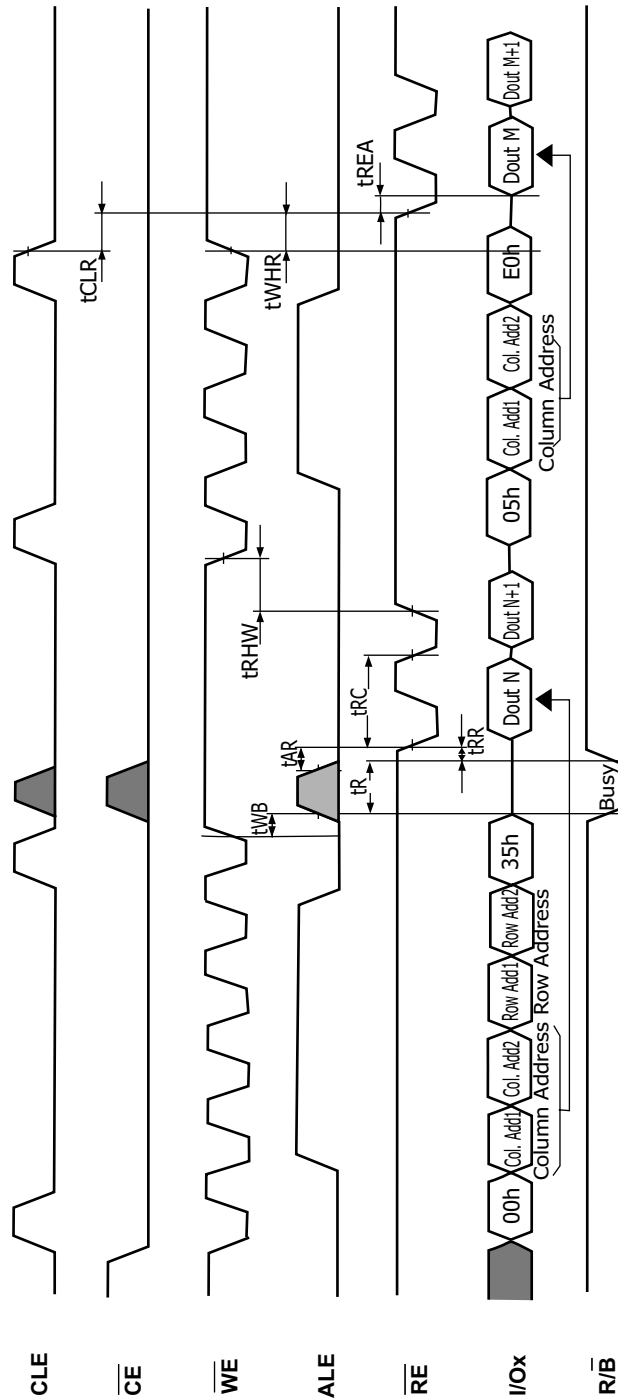 CLE
tCLR
CE
WE
tWB
tRHW
tWHR
ALE
tAR
RE
tR
tRR
tRC
tREA
I/Ox
00h
Col. Add1
Col. Add2
Row Add1
Row Add2
35h
Dout N
Dout N+1
05h
Col. Add1
Col. Add2
E0h
Dout M
Dout M+1
Column Address
Row Address
Column Address
R/B
Busy